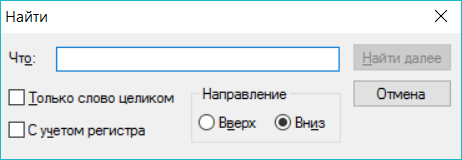 Найти
Что: Найти далее
Только слово целиком Направление Отмена
С учетом регистра Вверх Вниз